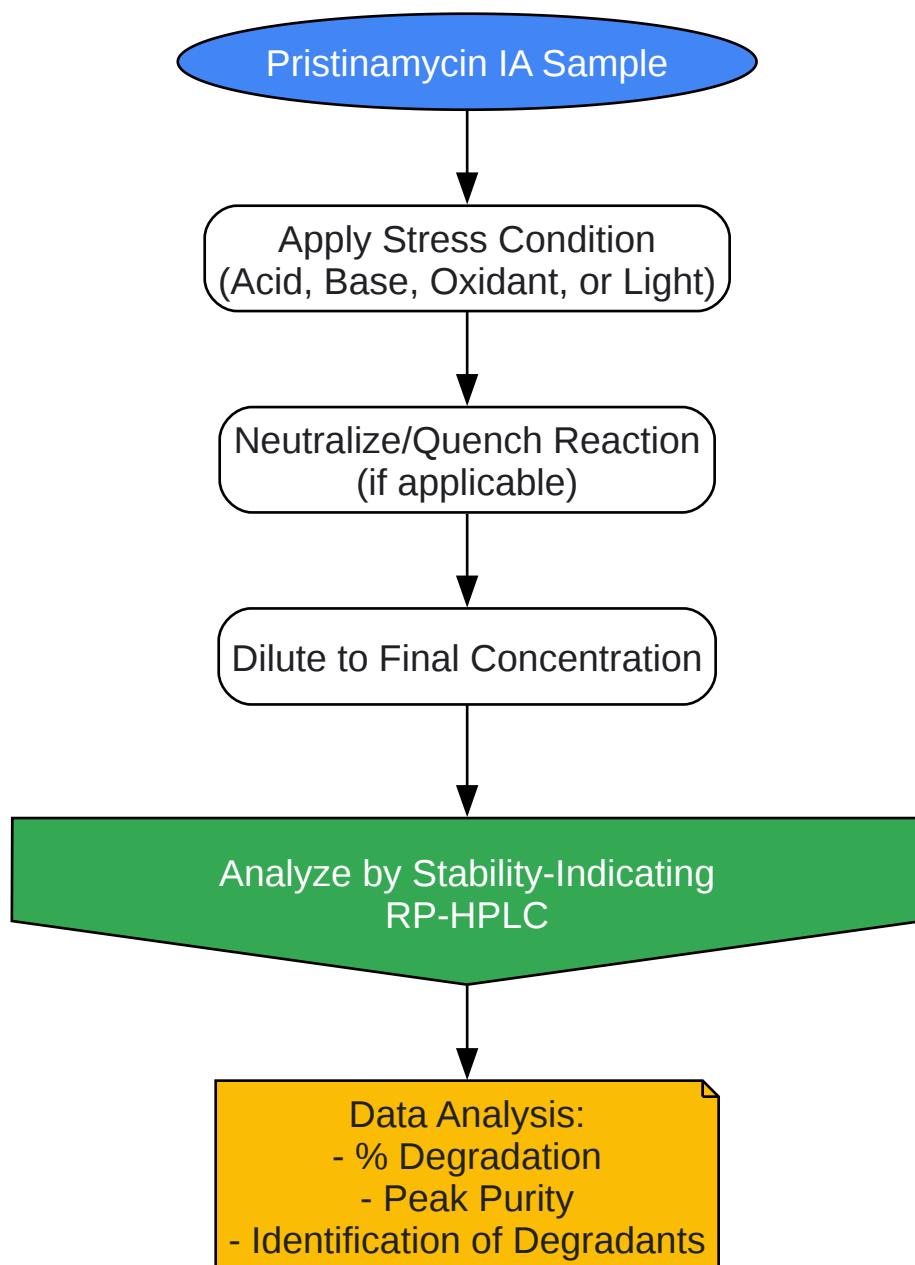 Pristinamycin IA Sample
Apply Stress Condition
(Acid, Base, Oxidant, or Light)
Neutralize/Quench Reaction
(if applicable)
Dilute to Final Concentration
Analyze by Stability-Indicating
RP-HPLC
Data Analysis:
- % Degradation
- Peak Purity
- Identification of Degradants